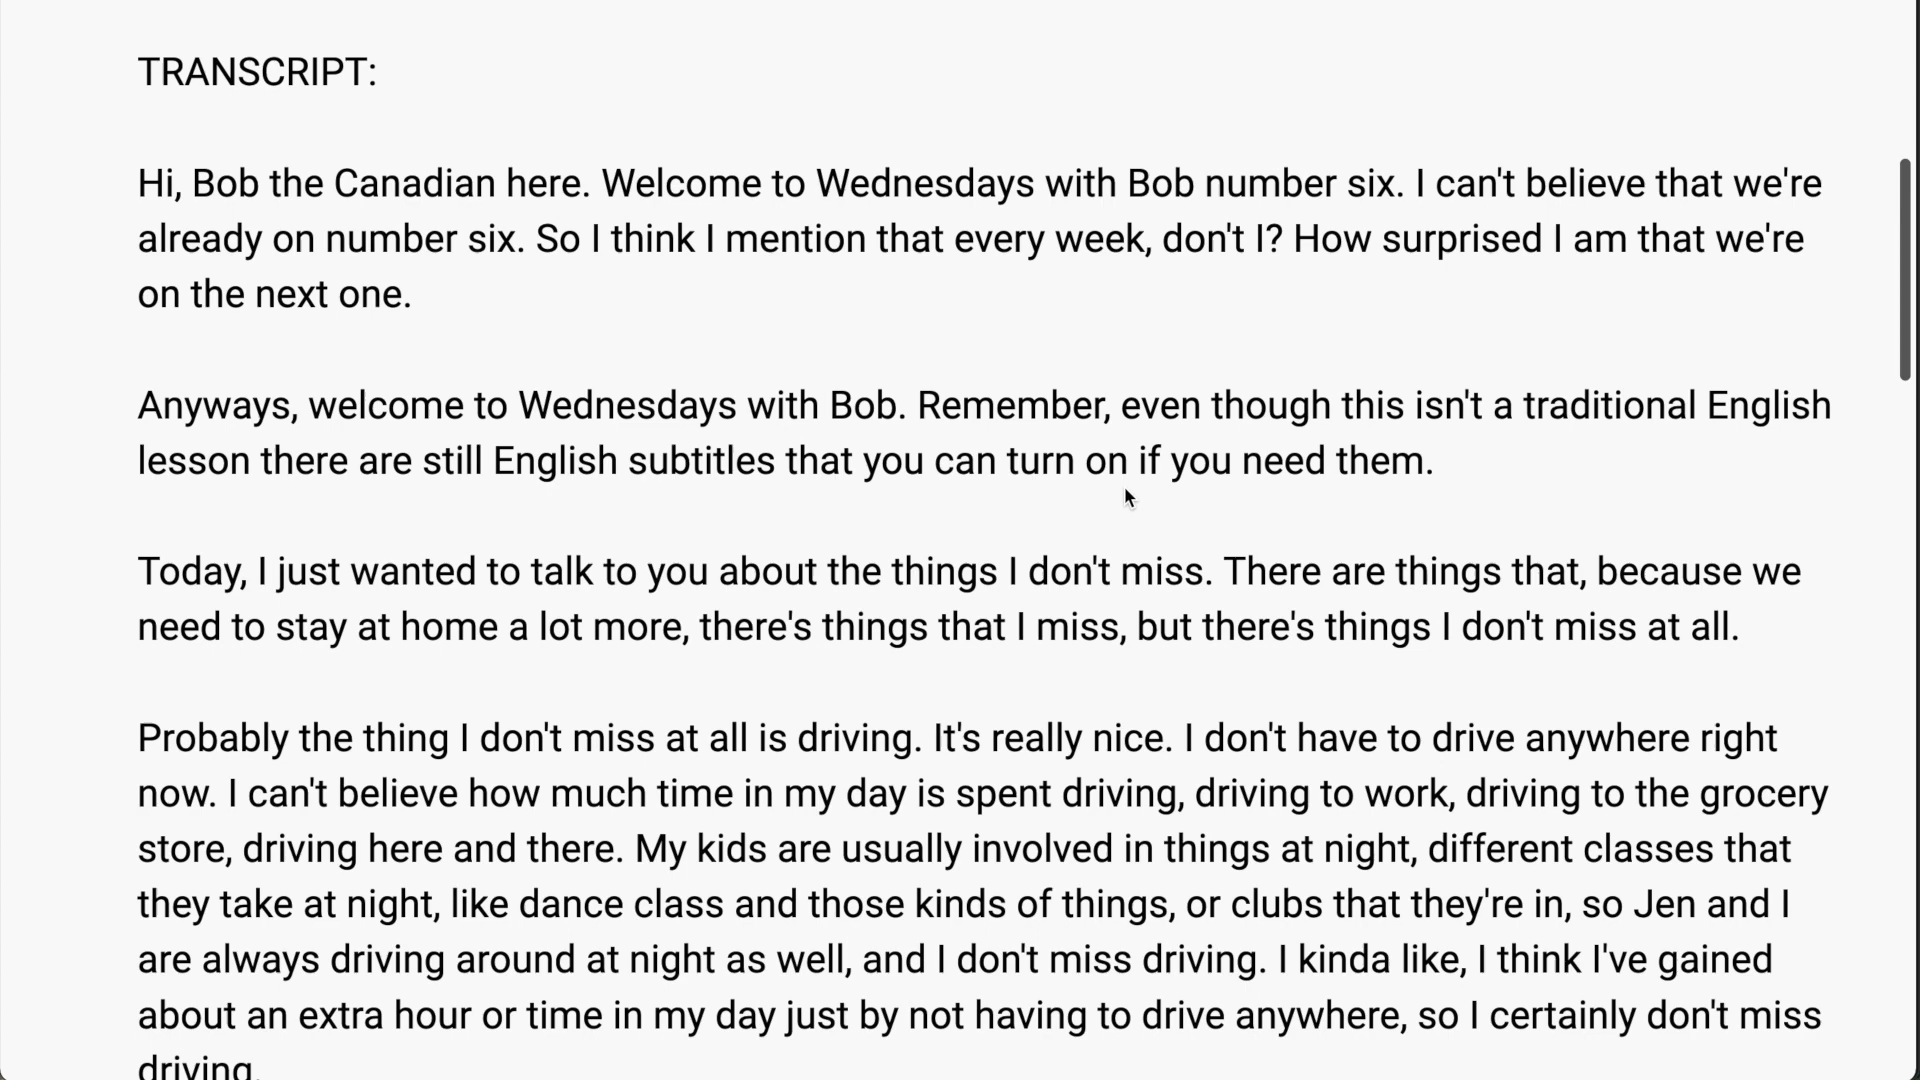 TRANSCRIPT:
Hi, Bob the Canadian here. Welcome to Wednesdays with Bob number six. I can't believe that we're
already on number six. So I think I mention that every week, don't I? How surprised I am that we're
on the next one.
Anyways, welcome to Wednesdays with Bob. Remember, even though this isn't a traditional English
lesson there are still English subtitles that you can turn on if you need them.
Today, I just wanted to talk to you about the things I don't miss. There are things that, because we
need to stay at home a lot more, there's things that I miss, but there's things I don't miss at all.
Probably the thing I don't miss at all is driving. It's really nice. I don't have to drive anywhere right
now. I can't believe how much time in my day is spent driving, driving to work, driving to the grocery
store, driving here and there. My kids are usually involved in things at night, different classes that
they take at night, like dance class and those kinds of things, or clubs that they're in, so Jen and I
are always driving around at night as well, and I don't miss driving. I kinda like, I think I've gained
about an extra hour or time in my day just by not having to drive anywhere, so I certainly don't miss
driving.